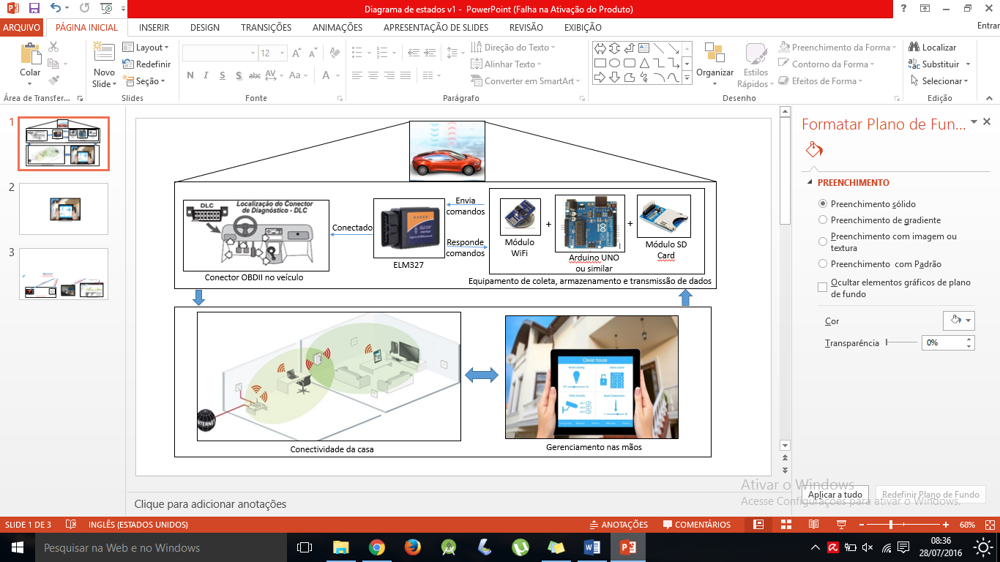 Diagrama de estados v1 - PowerPoint (Falha na Ativação do Produto)
ARQUIVO PÁGINA INICIAL INSERIR DESIGN TRANSIÇÕES ANIMAÇÕES APRESENTAÇÃO DE SLIDES REVISÃO EXIBIÇÃO Entrar
Colar
Área de Transfer...
Novo Slide
Layout
Redefinir
Seção
Slides
12
N I S S abc AV Aa A
Fonte
Direção do Texto
Alinhar Texto
Converter em SmartArt
Parágrafo
Organizar
Estilos Rápidos
Preenchimento da Forma
Contorno da Forma
Efeitos de Forma
Desenho
Localizar
Substituir
Selecionar
Edição
1
2
3
DLC
Localização do Conector
de Diagnóstico - DLC
Conector OBDII no veículo
Conectado
ELM327
Envia
comandos
Responde
comandos
Módulo
WiFi
+
Arduino UNO
ou similar
+
Módulo SD
Card
Equipamento de coleta, armazenamento e transmissão de dados
INTERNET
Conectividade da casa
Clever house
Gerenciamento nas mãos
Formatar Plano de Fun...
PREENCHIMENTO
Preenchimento sólido
Preenchimento de gradiente
Preenchimento com imagem ou
textura
Preenchimento com Padrão
Ocultar elementos gráficos de plano
de fundo
Cor
Transparência 0%
Ativar o Windows
Acesse Configurações para ativar o Windows.
Aplicar a tudo Redefinir Plano de Fundo
Clique para adicionar anotações
SLIDE 1 DE 3 INGLÊS (ESTADOS UNIDOS) ANOTAÇÕES COMENTÁRIOS 68%
Pesquisar na Web e no Windows
08:36
28/07/2016